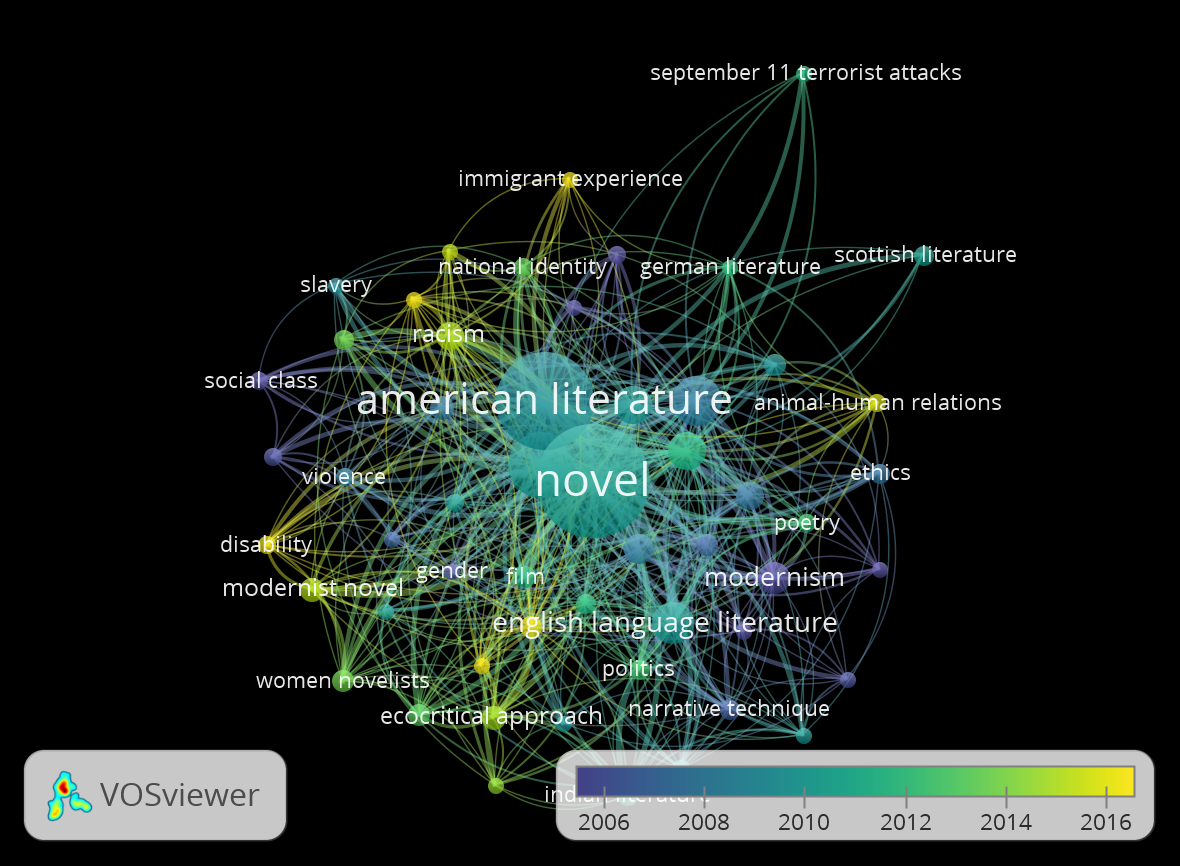 september 11 terrorist attacks
immigrant experience
scottish literature
national identity
german literature
slavery
racism
social class
american literature
animal-human relations
violence
novel
ethics
poetry
disability
gender
film
modernism
modernist novel
english language literature
politics
women novelists
narrative technique
ecocritical approach
indian literature
VOSviewer
2006 2008 2010 2012 2014 2016